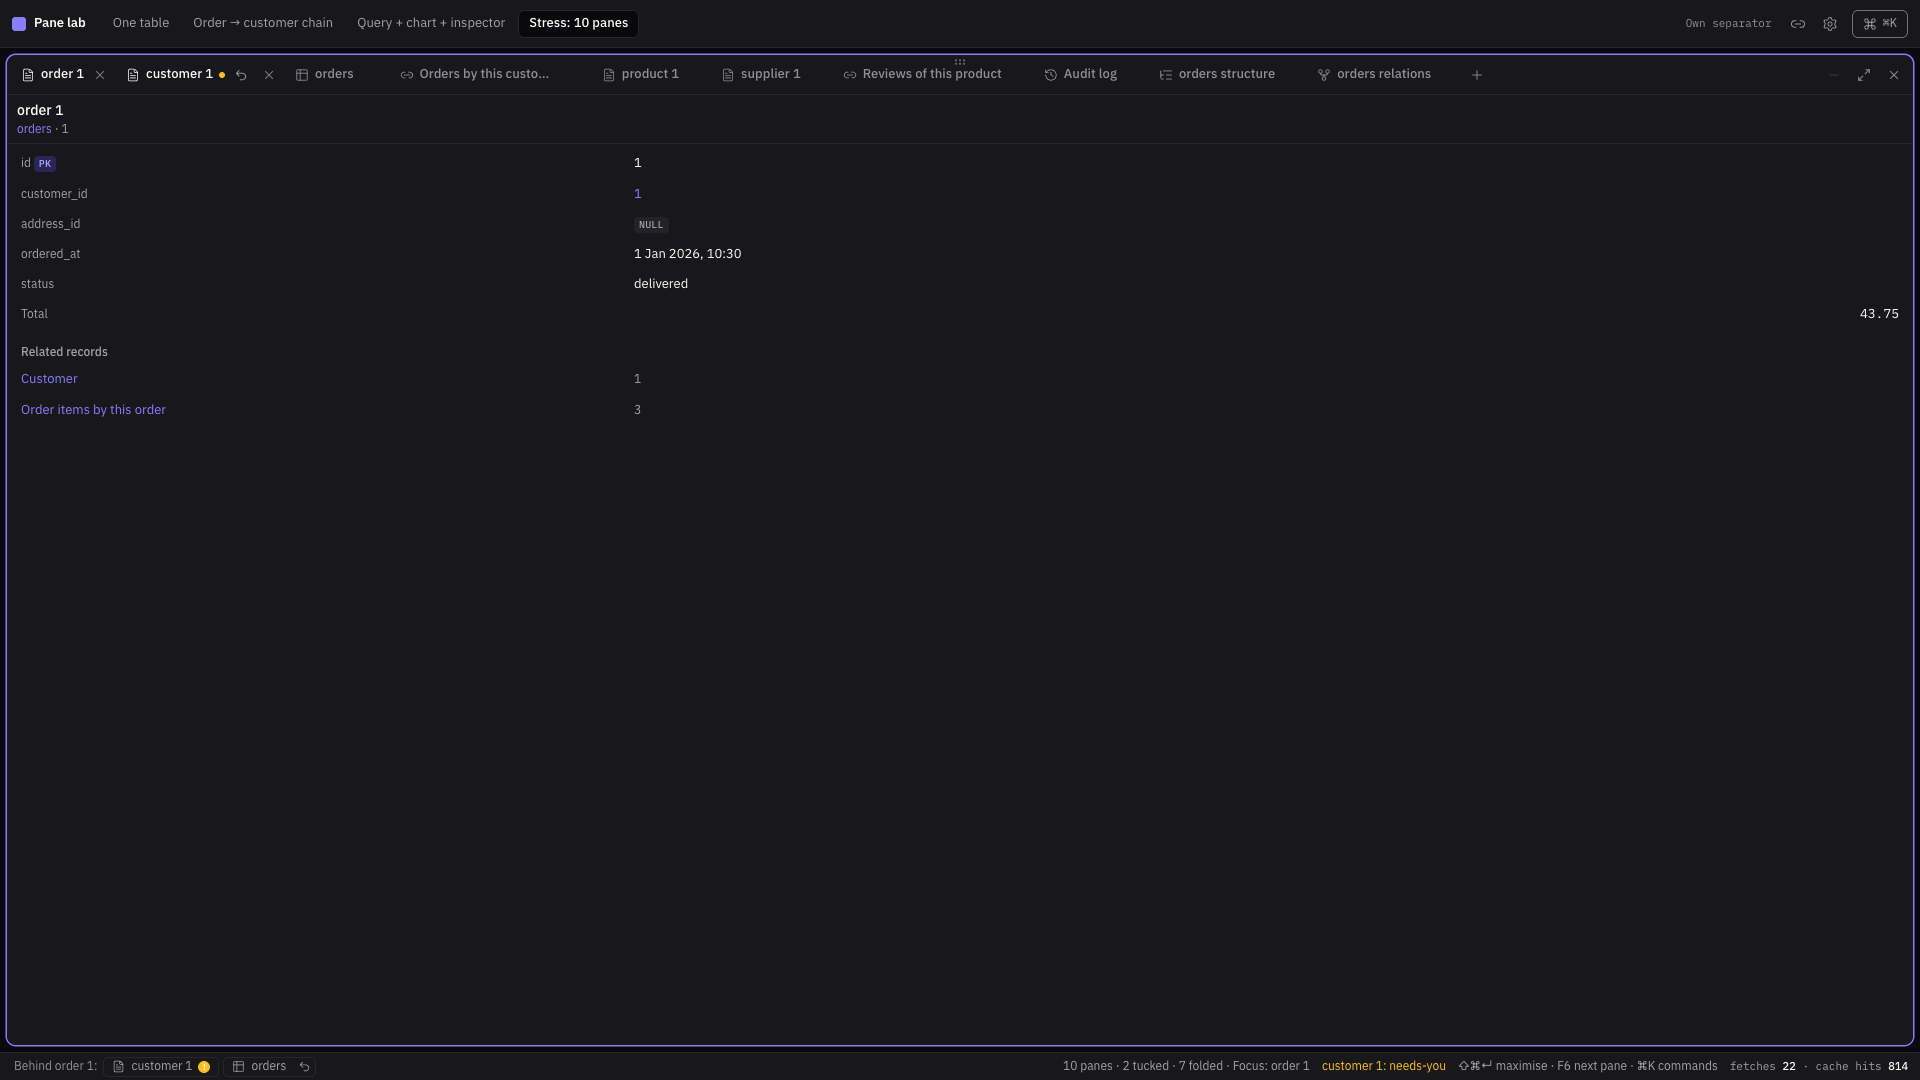 Pane lab One table Order → customer chain Query + chart + inspector Stress: 10 panes Own separator ⌘ ⌘K
order 1 customer 1 orders Orders by this custo... product 1 supplier 1 Reviews of this product Audit log orders structure orders relations
order 1
orders · 1
id PK 1
customer_id 1
address_id NULL
ordered_at 1 Jan 2026, 10:30
status delivered
Total 43.75
Related records
Customer 1
Order items by this order 3
Behind order 1: customer 1 ! orders 10 panes · 2 tucked · 7 folded · Focus: order 1 customer 1: needs-you ⇧⌘↵ maximise · F6 next pane · ⌘K commands fetches 22 · cache hits 814